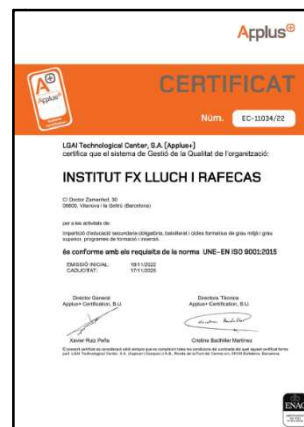 Applus⊕
A+
Applus⊕
CERTIFICAT
Núm. EC-11034/22
LGAI Technological Center, S.A. (Applus+)
certifica que el sistema de Gestió de la Qualitat de l'organització:
INSTITUT FX LLUCH I RAFECAS
C/ Doctor Zamenhof, 30
08800, Vilanova i la Geltrú (Barcelona)
per a les activitats de:
Impartició d'educació secundària obligatòria, batxillerat i cicles formatius de grau mitjà i grau
superior, programes de formació i inserció.
és conforme amb els requisits de la norma UNE-EN ISO 9001:2015
EMISSIÓ INICIAL: 18/11/2022
CADUCITAT: 17/11/2025
Director General
Applus+ Certification, B.U.
Directora Tècnica
Applus+ Certification, B.U.
Xavier Ruiz Peña
Cristina Bachiller Martínez
ENAC